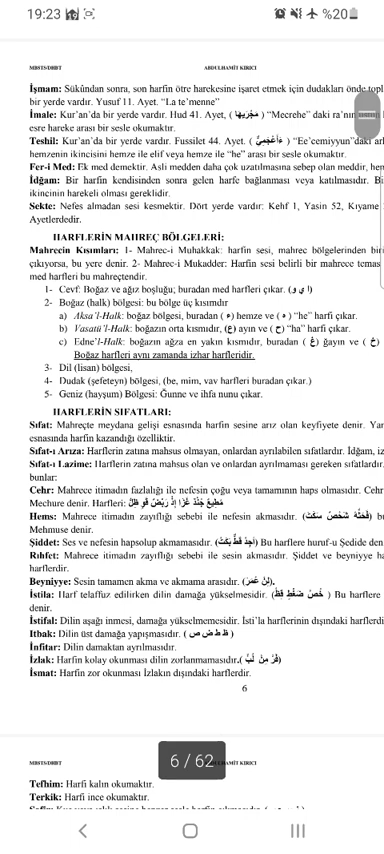 19:23
%20
MBSTS/DHBT ABDULHAMİT KIRICI
İşmam: Sükûndan sonra, son harfin ötre harekesine işaret etmek için dudakları önde topl
bir yerde vardır. Yusuf 11. Ayet. “La te’menne”
İmale: Kur’an’da bir yerde vardır. Hud 41. Ayet, ( مَجْرٰۭيهَا ) “Mecrehe” daki ra’nın
esre hareke arası bir sesle okumaktır.
Teshil: Kur’an’da bir yerde vardır. Fussilet 44. Ayet. ( ءَاَعْجَمِيٌّ ) “Ee’cemiyyun”daki
hemzenin ikincisini hemze ile elif veya hemze ile “he” arası bir sesle okumaktır.
Fer-i Med: Ek med demektir. Asli medden daha çok uzatılmasına sebep olan meddir, hem
İdğam: Bir harfin kendisinden sonra gelen harfe bağlanması veya katılmasıdır. Bi
ikincinin harekeli olması gereklidir.
Sekte: Nefes almadan sesi kesmektir. Dört yerde vardır: Kehf 1, Yasin 52, Kıyame
Ayetlerdedir.
HARFLERİN MAHREÇ BÖLGELERİ:
Mahrecin Kısımları: 1- Mahrec-i Muhakkak: harfin sesi, mahrec bölgelerinden biri
çıkıyorsa, bu yere denir. 2- Mahrec-i Mukadder: Harfin sesi belirli bir mahrece temas
med harfleri bu mahreçtendir.
1- Cevf: Boğaz ve ağız boşluğu; buradan med harfleri çıkar. (و ي ا)
2- Boğaz (halk) bölgesi: bu bölge üç kısmıdır
a) Aksa’l-Halk: boğaz bölgesi, buradan ( ء) hemze ve ( ه) “he” harfi çıkar.
b) Vasatü’l-Halk: boğazın orta kısmıdır, (ع) ayın ve ( ح) “ha” harfi çıkar.
c) Edne’l-Halk: boğazın ağza en yakın kısmıdır, buradan ( غ) ğayın ve ( خ)
Boğaz harfleri aynı zamanda izhar harfleridir.
3- Dil (lisan) bölgesi,
4- Dudak (şefeteyn) bölgesi, (be, mim, vav harfleri buradan çıkar.)
5- Geniz (hayşum) Bölgesi: Ğunne ve ihfa nunu çıkar.
HARFLERİN SIFATLARI:
Sıfat: Mahreçte meydana gelişi esnasında harfin sesine arız olan keyfiyete denir. Yar
esnasında harfin kazandığı özelliktir.
Sıfat-ı Arıza: Harflerin zatına mahsus olmayan, onlardan ayrılabilen sıfatlardır. İdğam, iz
Sıfat-ı Lazime: Harflerin zatına mahsus olan ve onlardan ayrılmaması gereken sıfatlardır.
bunlar:
Cehr: Mahrece itimadın fazlalığı ile nefesin çoğu veya tamamının haps olmasıdır. Cehr
Mechure denir. Harfleri: ظِلُّ قَوٍ رَبَضٌ إِذْ غَزَا جُنْدٌ مُطِيعٌ
Hems: Mahrece itimadın zayıflığı sebebi ile nefesin akmasıdır. (فَحَثَّهُ شَخْصٌ سَكَتْ) bu
Mehmuse denir.
Şiddet: Ses ve nefesin hapsolup akmamasıdır. (اَجِدُ قَطٍّ بَكَتْ) Bu harflere huruf-u Şedide den
Rıhfet: Mahrece itimadın zayıflığı sebebi ile sesin akmasıdır. Şiddet ve beyniyye ha
harflerdir.
Beyniyye: Sesin tamamen akma ve akmama arasıdır. (لِنْ عُمَرْ).
İstila: Harf telaffuz edilirken dilin damağa yükselmesidir. (خُصَّ ضَغْطٍ قِظْ ) Bu harflere
denir.
İstifal: Dilin aşağı inmesi, damağa yükselmemesidir. İsti’la harflerinin dışındaki harflerdi
Itbak: Dilin üst damağa yapışmasıdır. ( ص ض ط ظ )
İnfitar: Dilin damaktan ayrılmasıdır.
İzlak: Harfin kolay okunması dilin zorlanmamasıdır.( فَرَّ مِنْ لُبٍّ)
İsmat: Harfin zor okunması İzlakın dışındaki harflerdir.
6
6 / 62
MBSTS/DHBT KIRICI
Tefhim: Harfi kalın okumaktır.
Terkik: Harfi ince okumaktır.